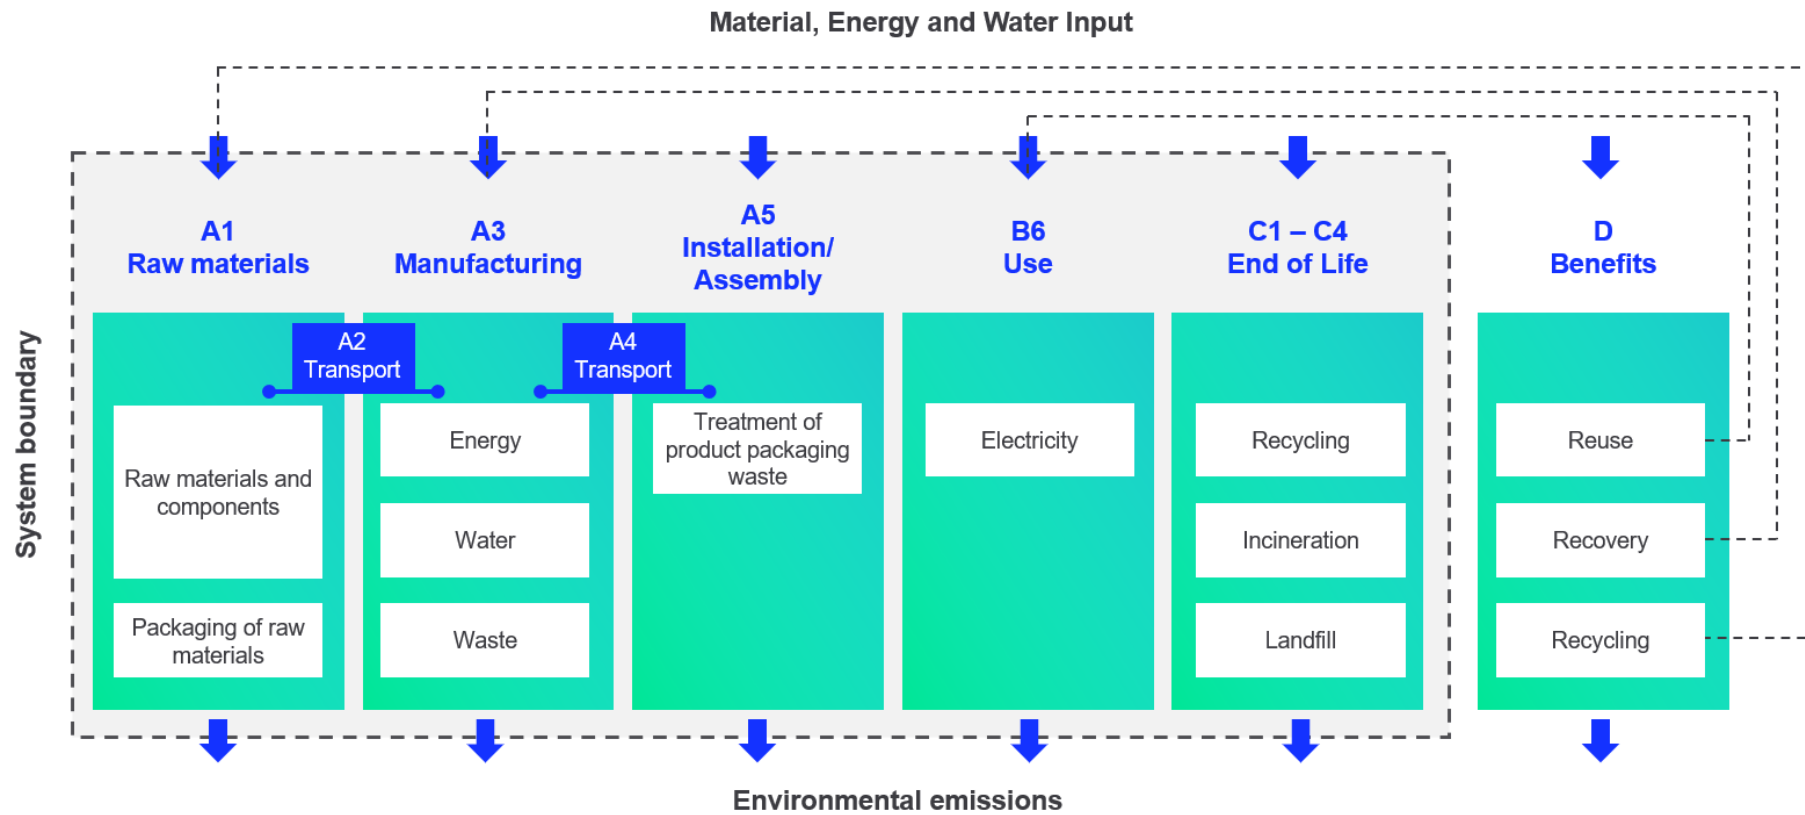 Material, Energy and Water Input
System boundary
A1
Raw materials
A3
Manufacturing
A5
Installation/
Assembly
B6
Use
C1 – C4
End of Life
D
Benefits
A2
Transport
A4
Transport
Raw materials and
components
Packaging of raw
materials
Energy
Water
Waste
Treatment of
product packaging
waste
Electricity
Recycling
Incineration
Landfill
Reuse
Recovery
Recycling
Environmental emissions